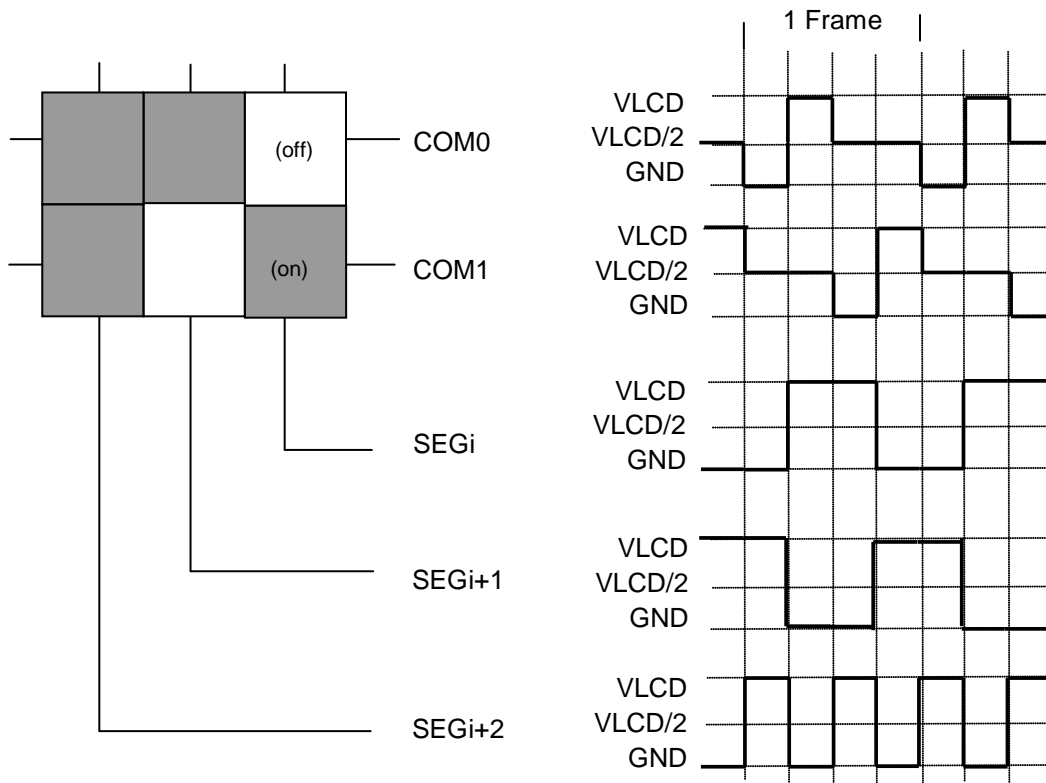 1 Frame
(off)
COM0
(on)
COM1
SEGi
SEGi+1
SEGi+2
VLCD
VLCD/2
GND
VLCD
VLCD/2
GND
VLCD
VLCD/2
GND
VLCD
VLCD/2
GND
VLCD
VLCD/2
GND